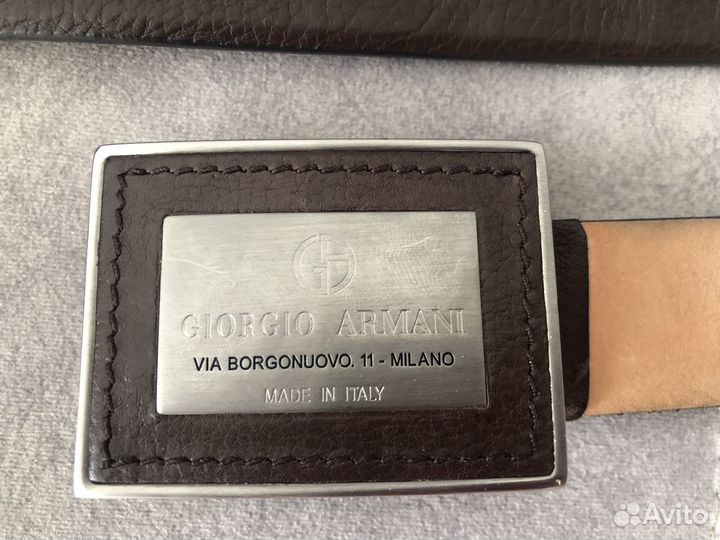 GIORGIO ARMANI
VIA BORGONUOVO. 11 - MILANO
MADE IN ITALY
Avito